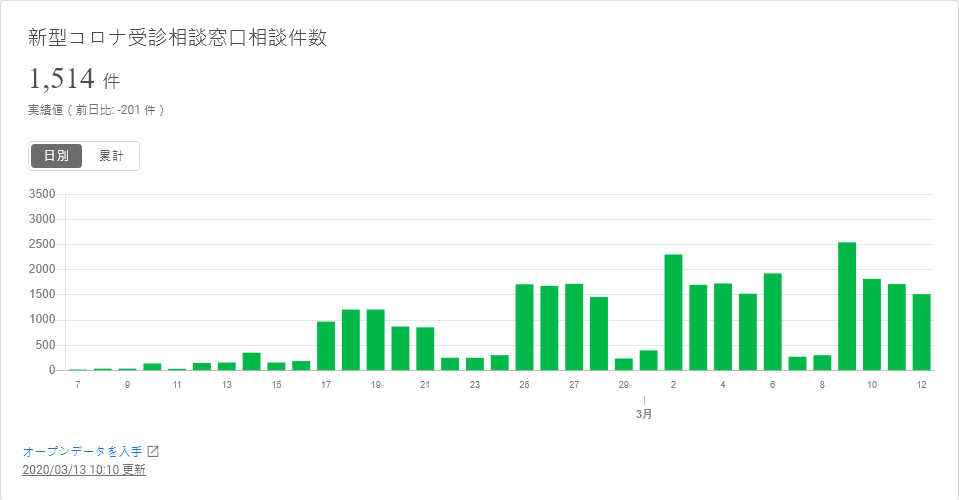 新型コロナ受診相談窓口相談件数
1,514 件
実績値 ( 前日比: -201 件 )
日別 累計
3500
3000
2500
2000
1500
1000
500
0
7 9 11 13 15 17 19 21 23 25 27 29 2 4 6 8 10 12
3月
オープンデータを入手
2020/03/13 10:10 更新